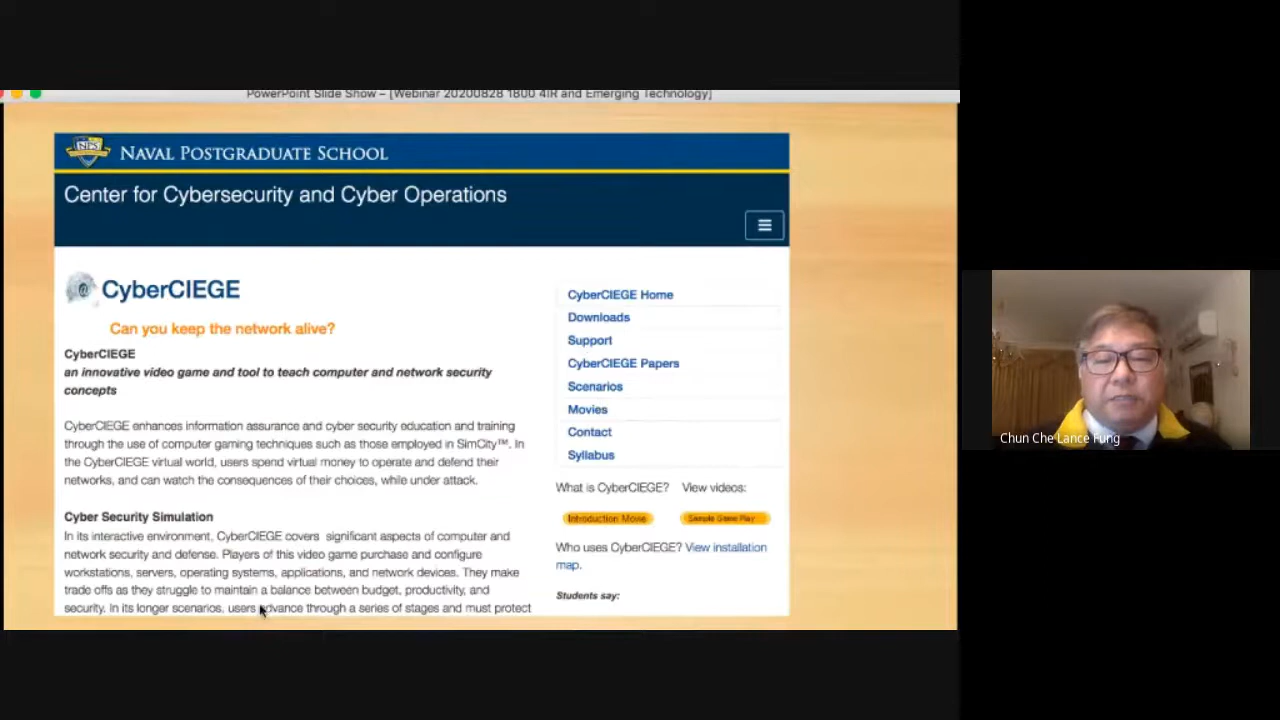 PowerPoint Slide Show – [Webinar 20200828 1800 4IR and Emerging Technology]
NPS
NAVAL POSTGRADUATE SCHOOL
Center for Cybersecurity and Cyber Operations
@
CyberCIEGE
Can you keep the network alive?
CyberCIEGE
an innovative video game and tool to teach computer and network security
concepts
CyberCIEGE enhances information assurance and cyber security education and training
through the use of computer gaming techniques such as those employed in SimCity™. In
the CyberCIEGE virtual world, users spend virtual money to operate and defend their
networks, and can watch the consequences of their choices, while under attack.
Cyber Security Simulation
In its interactive environment, CyberCIEGE covers significant aspects of computer and
network security and defense. Players of this video game purchase and configure
workstations, servers, operating systems, applications, and network devices. They make
trade offs as they struggle to maintain a balance between budget, productivity, and
security. In its longer scenarios, users advance through a series of stages and must protect
CyberCIEGE Home
Downloads
Support
CyberCIEGE Papers
Scenarios
Movies
Contact
Syllabus
What is CyberCIEGE? View videos:
Introduction Movie Sample Game Play
Who uses CyberCIEGE? View installation
map.
Students say:
Chun Che Lance Fung